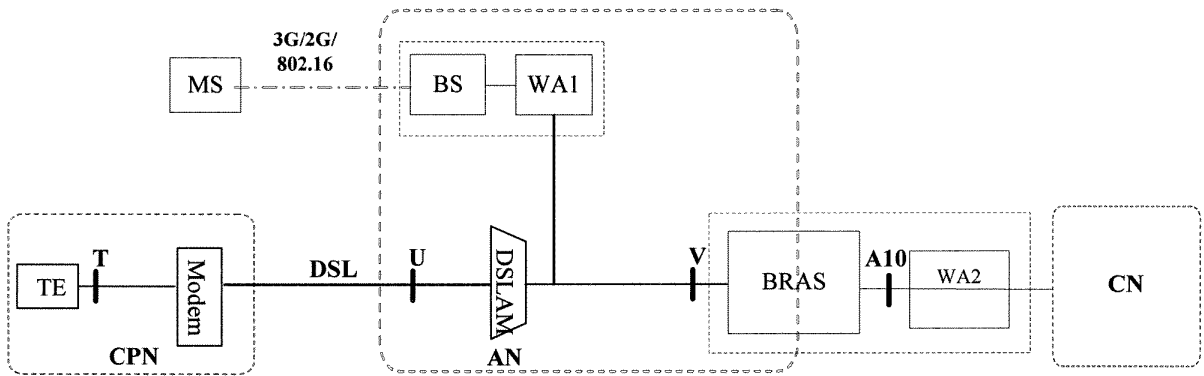 3G/2G/
802.16
MS
BS
WA1
T
TE
Modem
CPN
DSL
U
DSLAM
AN
V
BRAS
A10
WA2
CN